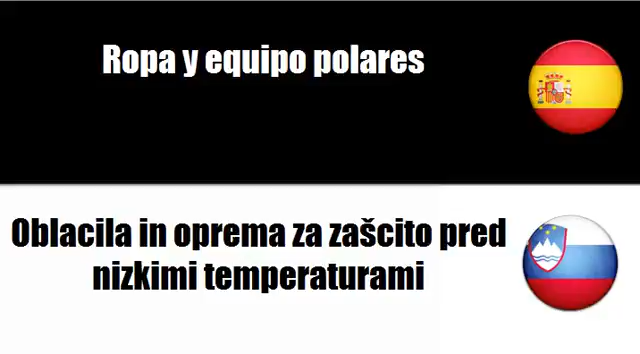 Ropa y equipo polares
Oblacila in oprema za zašcito pred
nizkimi temperaturami